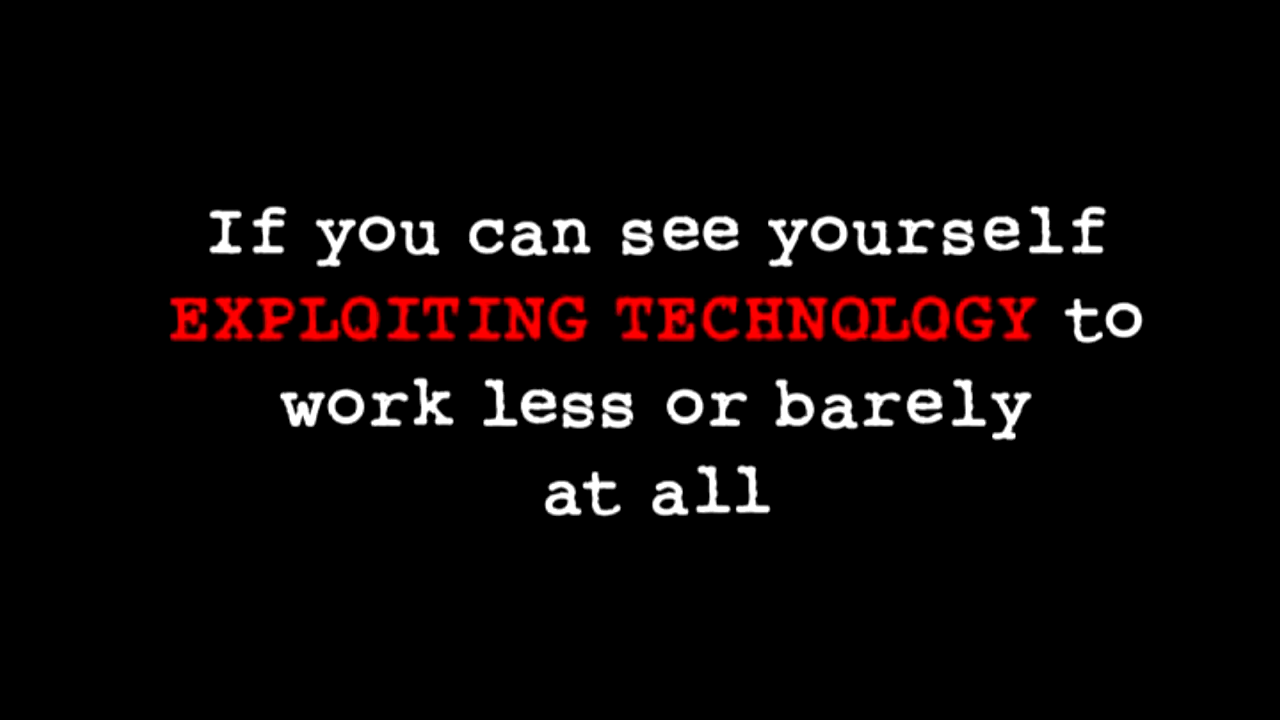 If you can see yourself
EXPLOITING TECHNOLOGY to
work less or barely
at all